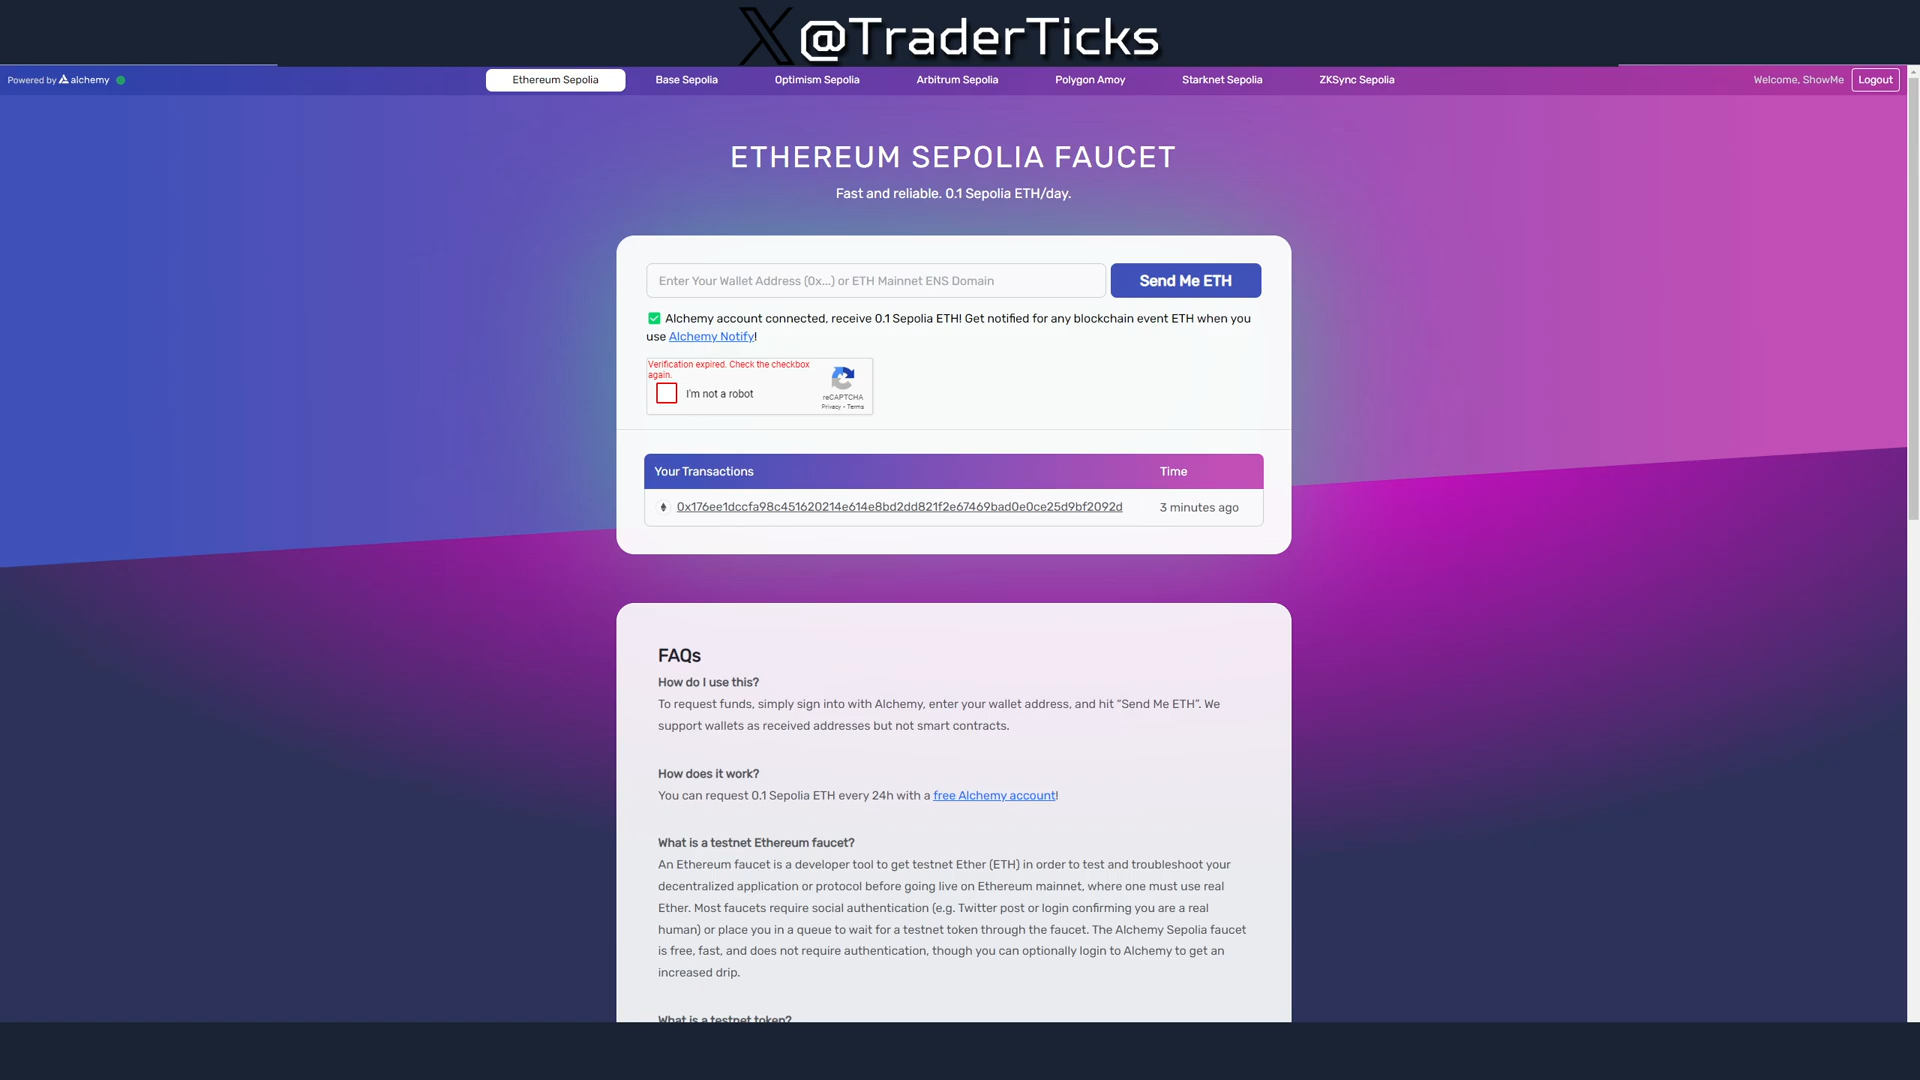 X@TraderTicks
Powered by alchemy
Ethereum Sepolia
Base Sepolia
Optimism Sepolia
Arbitrum Sepolia
Polygon Amoy
Starknet Sepolia
ZKSync Sepolia
Welcome, ShowMe
Logout
ETHEREUM SEPOLIA FAUCET
Fast and reliable. 0.1 Sepolia ETH/day.
Enter Your Wallet Address (0x...) or ETH Mainnet ENS Domain
Send Me ETH
Alchemy account connected, receive 0.1 Sepolia ETH! Get notified for any blockchain event ETH when you
use Alchemy Notify!
Verification expired. Check the checkbox
again.
I'm not a robot
reCAPTCHA
Privacy - Terms
Your Transactions
Time
0x176ee1dccfa98c451620214e614e8bd2dd821f2e67469bad0e0ce25d9bf2092d
3 minutes ago
FAQs
How do I use this?
To request funds, simply sign into with Alchemy, enter your wallet address, and hit “Send Me ETH”. We
support wallets as received addresses but not smart contracts.
How does it work?
You can request 0.1 Sepolia ETH every 24h with a free Alchemy account!
What is a testnet Ethereum faucet?
An Ethereum faucet is a developer tool to get testnet Ether (ETH) in order to test and troubleshoot your
decentralized application or protocol before going live on Ethereum mainnet, where one must use real
Ether. Most faucets require social authentication (e.g. Twitter post or login confirming you are a real
human) or place you in a queue to wait for a testnet token through the faucet. The Alchemy Sepolia faucet
is free, fast, and does not require authentication, though you can optionally login to Alchemy to get an
increased drip.
What is a testnet token?